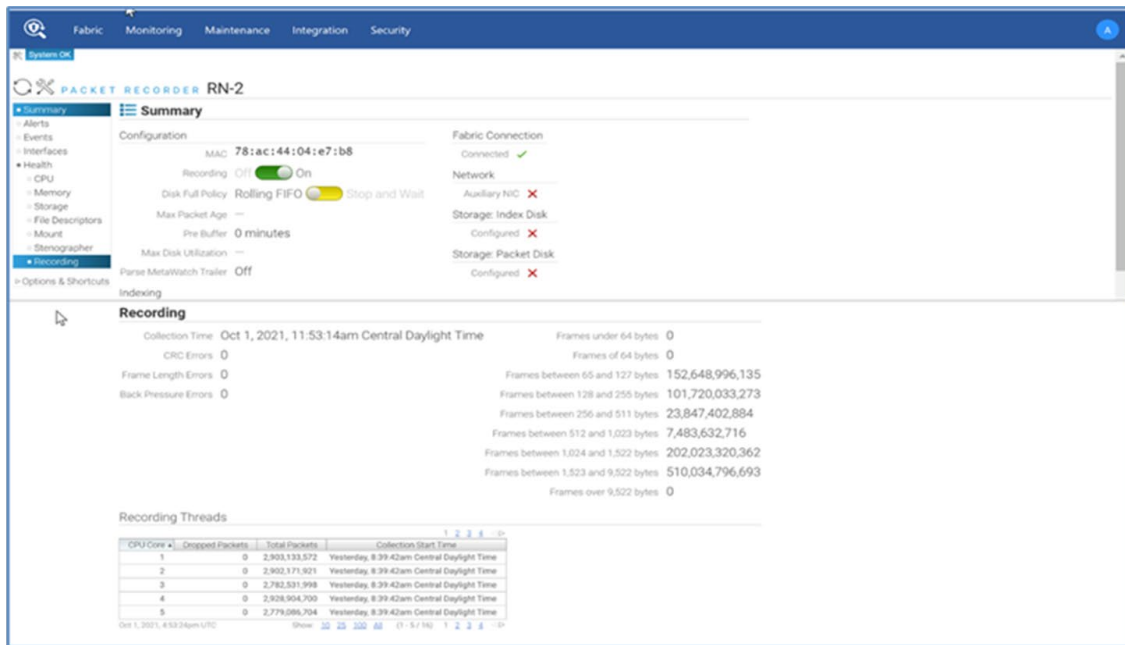 Fabric Monitoring Maintenance Integration Security A
System OK
PACKET RECORDER RN-2
Summary
Alerts
Events
Interfaces
Health
CPU
Memory
Storage
File Descriptors
Mount
Stenographer
Recording
Options & Shortcuts
Summary
Configuration
MAC 78:ac:44:04:e7:b8
Recording Off On
Disk Full Policy Rolling FIFO Stop and Wait
Max Packet Age —
Pre Buffer 0 minutes
Max Disk Utilization —
Parse MetaWatch Trailer Off
Indexing
Fabric Connection
Connected
Network
Auxiliary NIC
Storage: Index Disk
Configured
Storage: Packet Disk
Configured
Recording
Collection Time Oct 1, 2021, 11:53:14am Central Daylight Time
CRC Errors 0
Frame Length Errors 0
Back Pressure Errors 0
Frames under 64 bytes 0
Frames of 64 bytes 0
Frames between 65 and 127 bytes 152,648,996,135
Frames between 128 and 255 bytes 101,720,033,273
Frames between 256 and 511 bytes 23,847,402,884
Frames between 512 and 1,023 bytes 7,483,632,716
Frames between 1,024 and 1,522 bytes 202,023,320,362
Frames between 1,523 and 9,522 bytes 510,034,796,693
Frames over 9,522 bytes 0
Recording Threads
1 2 3 4
CPU Core Dropped Packets Total Packets Collection Start Time
1 0 2,903,133,572 Yesterday, 8:39:42am Central Daylight Time
2 0 2,902,171,921 Yesterday, 8:39:42am Central Daylight Time
3 0 2,782,531,998 Yesterday, 8:39:42am Central Daylight Time
4 0 2,928,904,700 Yesterday, 8:39:42am Central Daylight Time
5 0 2,779,086,704 Yesterday, 8:39:42am Central Daylight Time
Oct 1, 2021, 4:53:24pm UTC Show: 10 25 100 All (1 - 5 / 16) 1 2 3 4